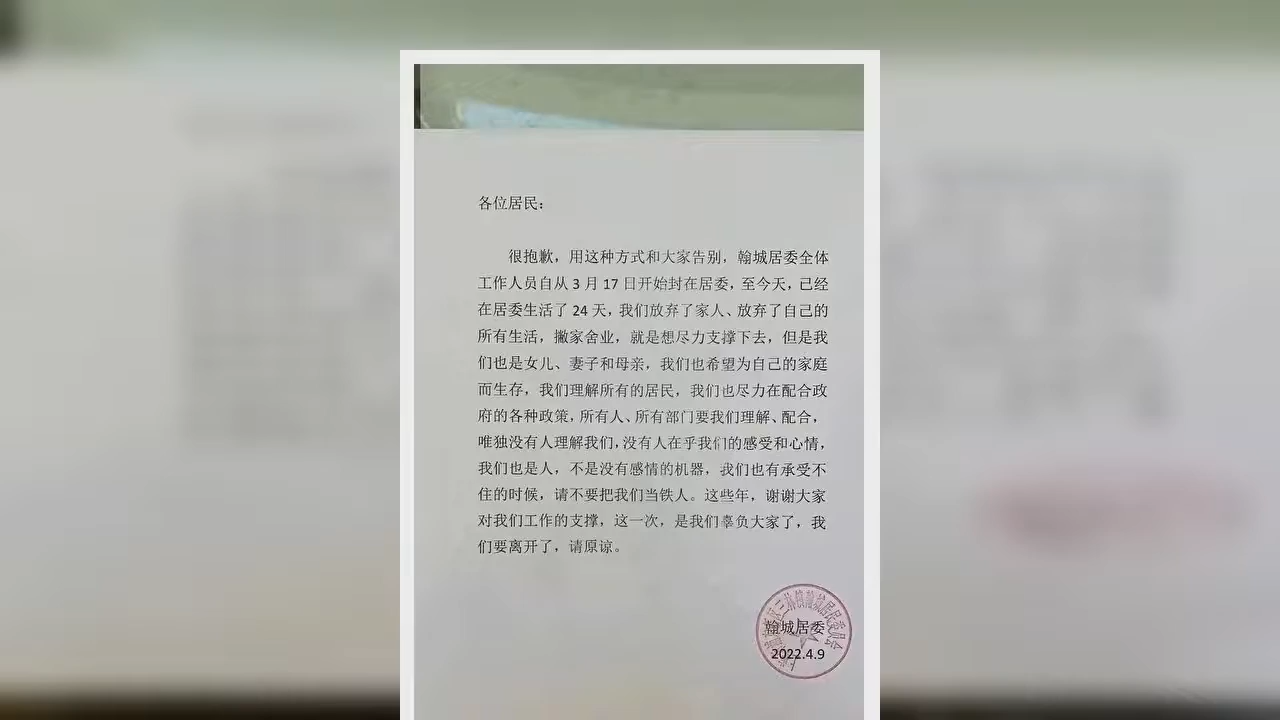 各位居民：
很抱歉，用这种方式和大家告别，翰城居委全体
工作人员自从 3 月 17 日开始封在居委，至今天，已经
在居委生活了 24 天，我们放弃了家人、放弃了自己的
所有生活，撇家舍业，就是想尽力支撑下去，但是我
们也是女儿、妻子和母亲，我们也希望为自己的家庭
而生存，我们理解所有的居民，我们也尽力在配合政
府的各种政策，所有人、所有部门要我们理解、配合，
唯独没有人理解我们，没有人在乎我们的感受和心情，
我们也是人，不是没有感情的机器，我们也有承受不
住的时候，请不要把我们当铁人。这些年，谢谢大家
对我们工作的支撑，这一次，是我们辜负大家了，我
们要离开了，请原谅。
三林镇翰城居民委员会
翰城居委
2022.4.9